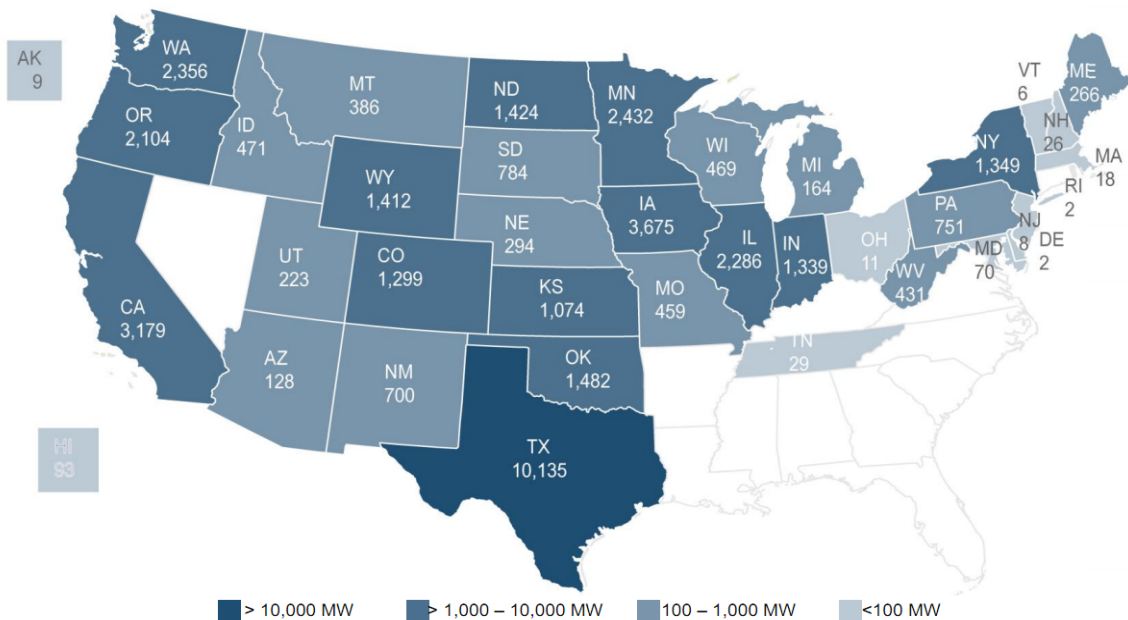 AK
9
WA
2,356
OR
2,104
CA
3,179
HI
93
ID
471
MT
386
WY
1,412
UT
223
CO
1,299
AZ
128
NM
700
ND
1,424
SD
784
NE
294
KS
1,074
OK
1,482
TX
10,135
MN
2,432
IA
3,675
MO
459
WI
469
IL
2,286
MI
164
IN
1,339
OH
11
TN
29
WV
431
PA
751
NY
1,349
VT
6
NH
26
ME
266
MA
18
RI
2
NJ
8
DE
2
MD
70
> 10,000 MW
> 1,000 – 10,000 MW
100 – 1,000 MW
<100 MW